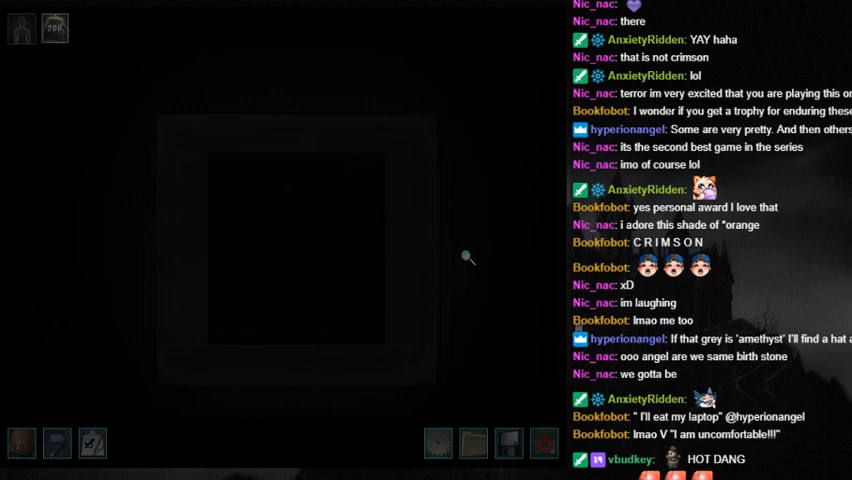 200
Nic_nac:
Nic_nac: there
AnxietyRidden: YAY haha
Nic_nac: that is not crimson
AnxietyRidden: lol
Nic_nac: terror im very excited that you are playing this or
Bookfobot: I wonder if you get a trophy for enduring these
hyperionangel: Some are very pretty. And then others
Nic_nac: its the second best game in the series
Nic_nac: imo of course lol
AnxietyRidden:
Bookfobot: yes personal award I love that
Nic_nac: i adore this shade of *orange
Bookfobot: C R I M S O N
Bookfobot:
Nic_nac: xD
Nic_nac: im laughing
Bookfobot: lmao me too
hyperionangel: If that grey is 'amethyst' I'll find a hat a
Nic_nac: ooo angel are we same birth stone
Nic_nac: we gotta be
AnxietyRidden:
Bookfobot: " I'll eat my laptop" @hyperionangel
Bookfobot: lmao V "I am uncomfortable!!!"
vbudkey: HOT DANG